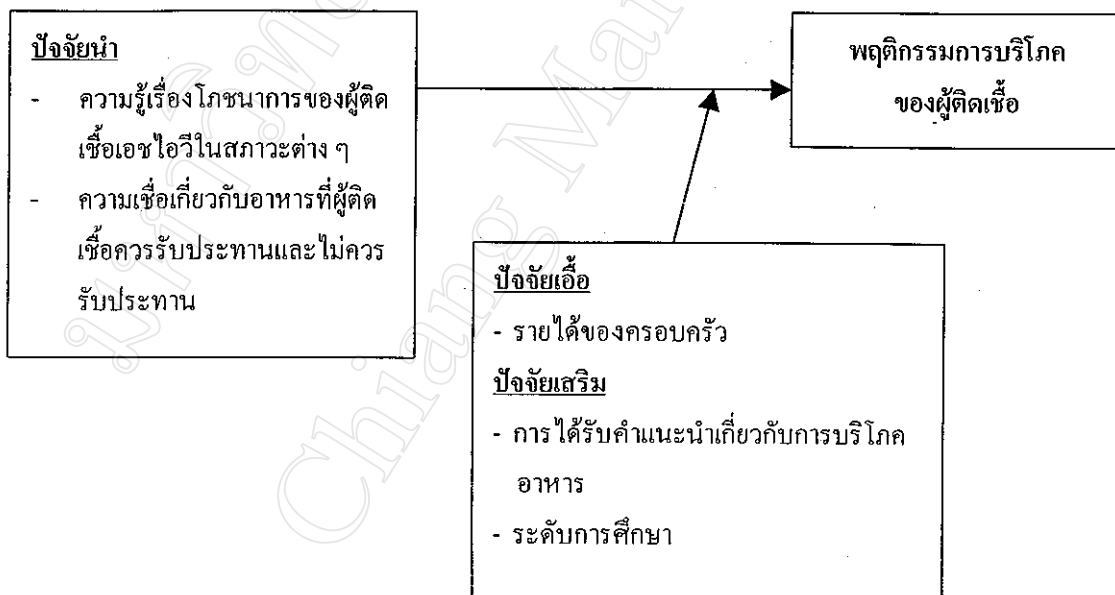 ปัจจัยนำ
- ความรู้เรื่องโภชนาการของผู้ติด
เชื้อเอชไอวีในสภาวะต่าง ๆ
- ความเชื่อเกี่ยวกับอาหารที่ผู้ติด
เชื้อควรรับประทานและไม่ควร
รับประทาน
พฤติกรรมการบริโภค
ของผู้ติดเชื้อ
ปัจจัยเอื้อ
- รายได้ของครอบครัว
ปัจจัยเสริม
- การได้รับคำแนะนำเกี่ยวกับการบริโภค
อาหาร
- ระดับการศึกษา
Chiang Mai